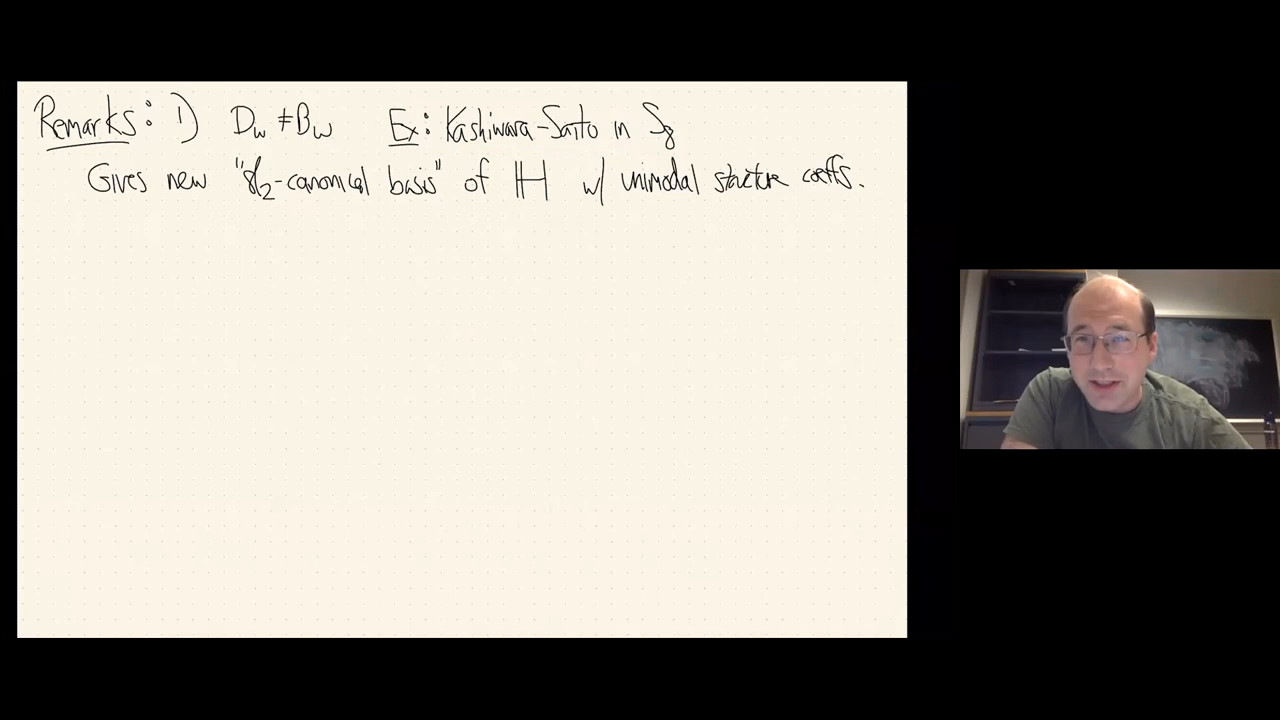 Remarks: 1) D_w ≠ B_w Ex: Kashiwara-Saito in S_8
Gives new "sl_2-canonical basis" of ℍ w/ unimodal structure coeffs.